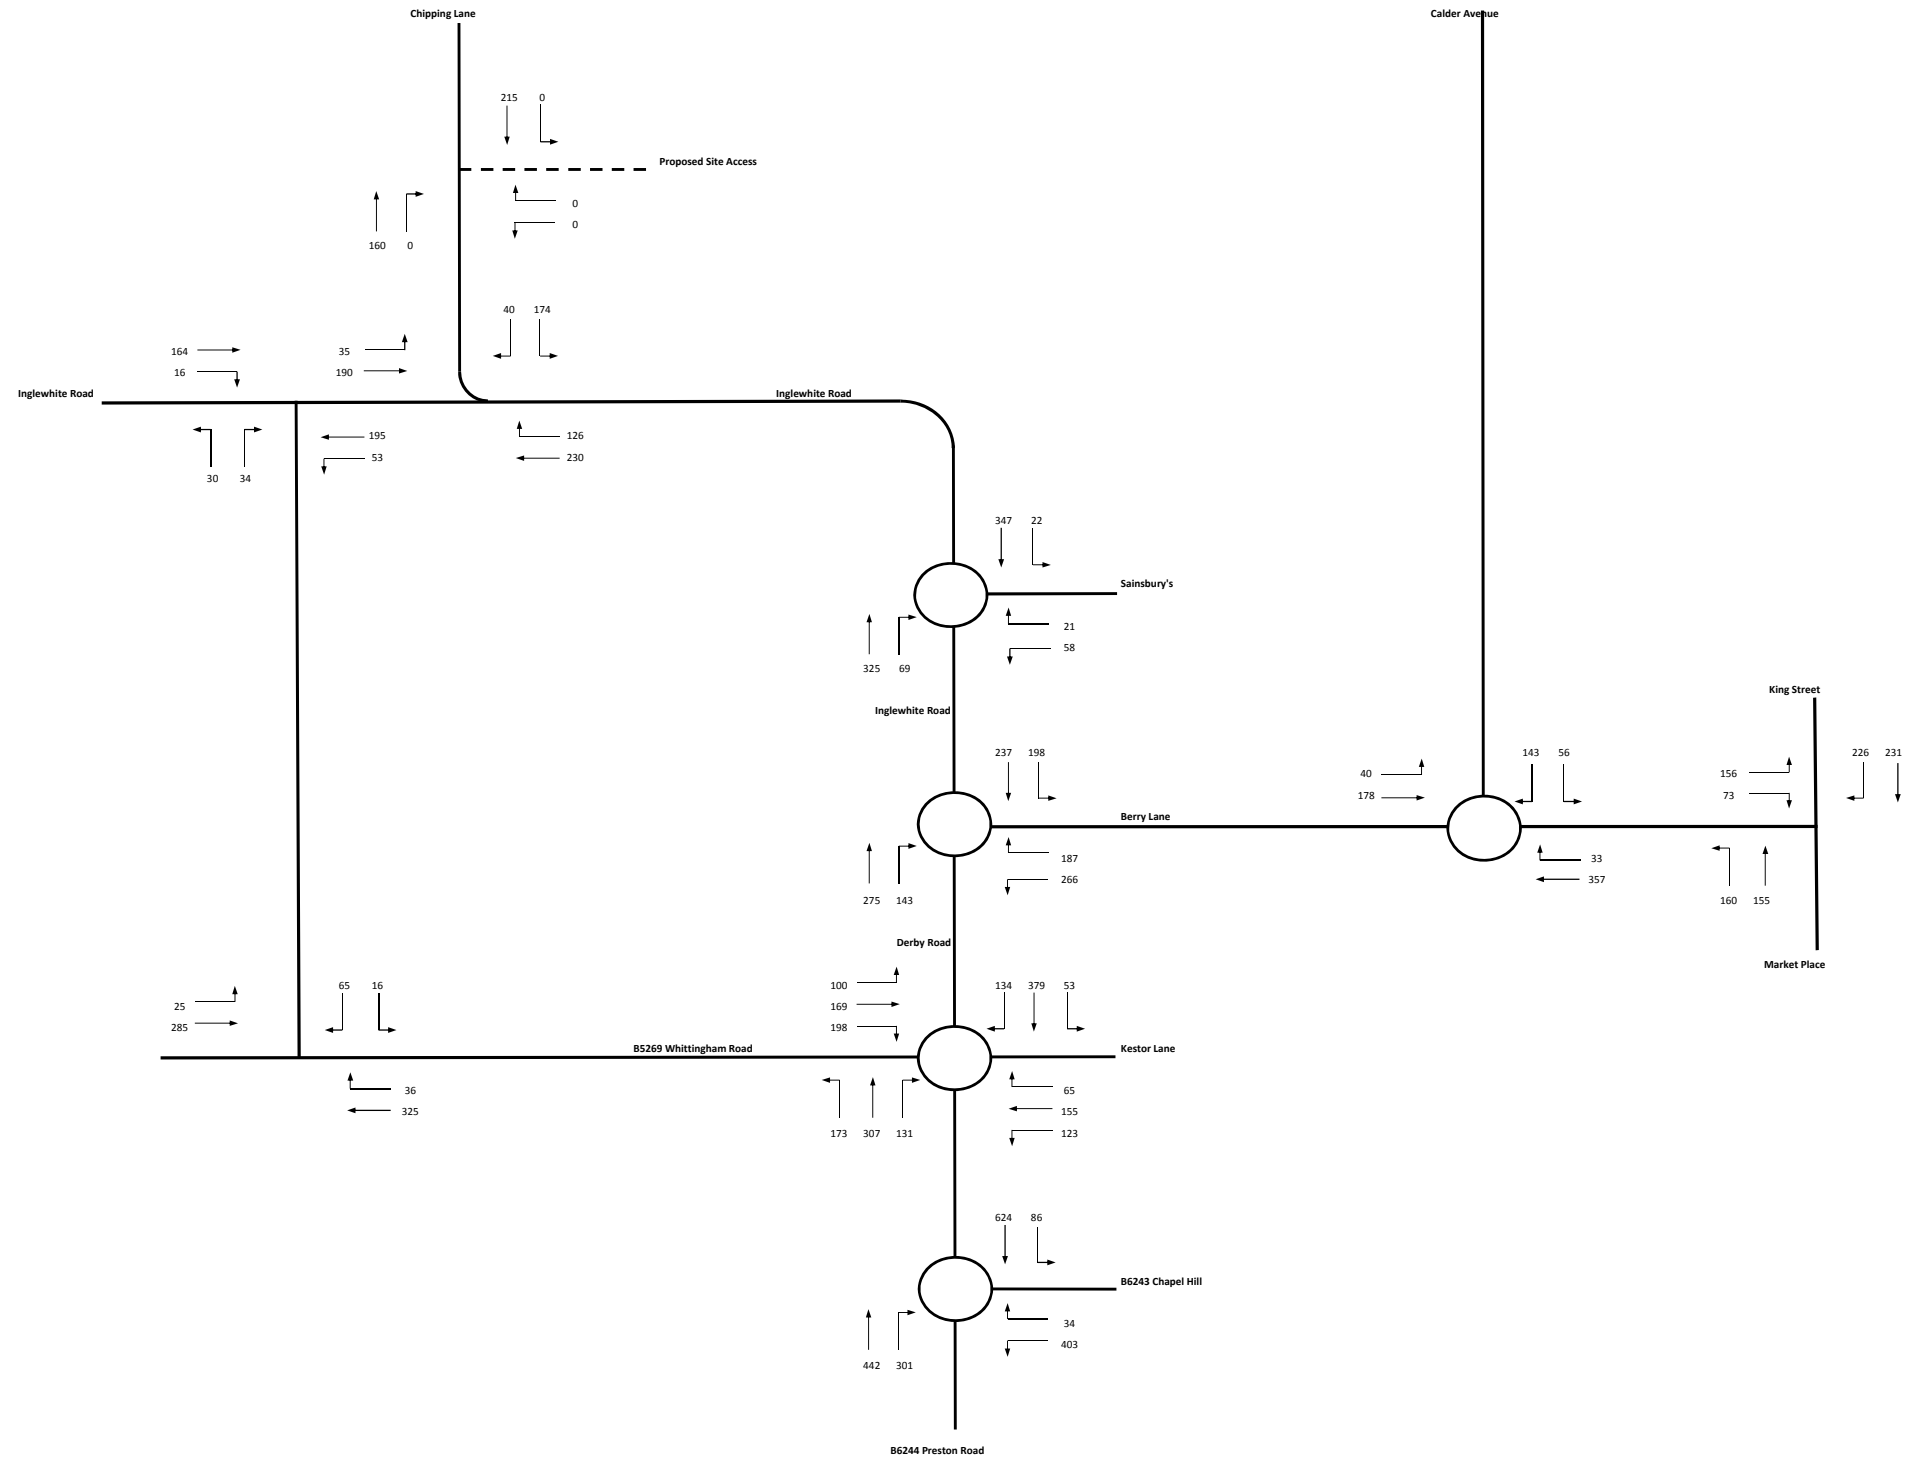 Chipping Lane
Calder Avenue
215 0
Proposed Site Access
0
0
160 0
40 174
164
16
35
190
Inglewhite Road
Inglewhite Road
195
53
126
230
30 34
347 22
Sainsbury's
21
58
325 69
King Street
Inglewhite Road
237 198
40
178
143 56
156
73
226 231
Berry Lane
187
266
33
357
275 143
160 155
Derby Road
Market Place
25
285
65 16
100
169
198
134 379 53
B5269 Whittingham Road
Kestor Lane
36
325
65
155
123
173 307 131
624 86
B6243 Chapel Hill
34
403
442 301
B6244 Preston Road